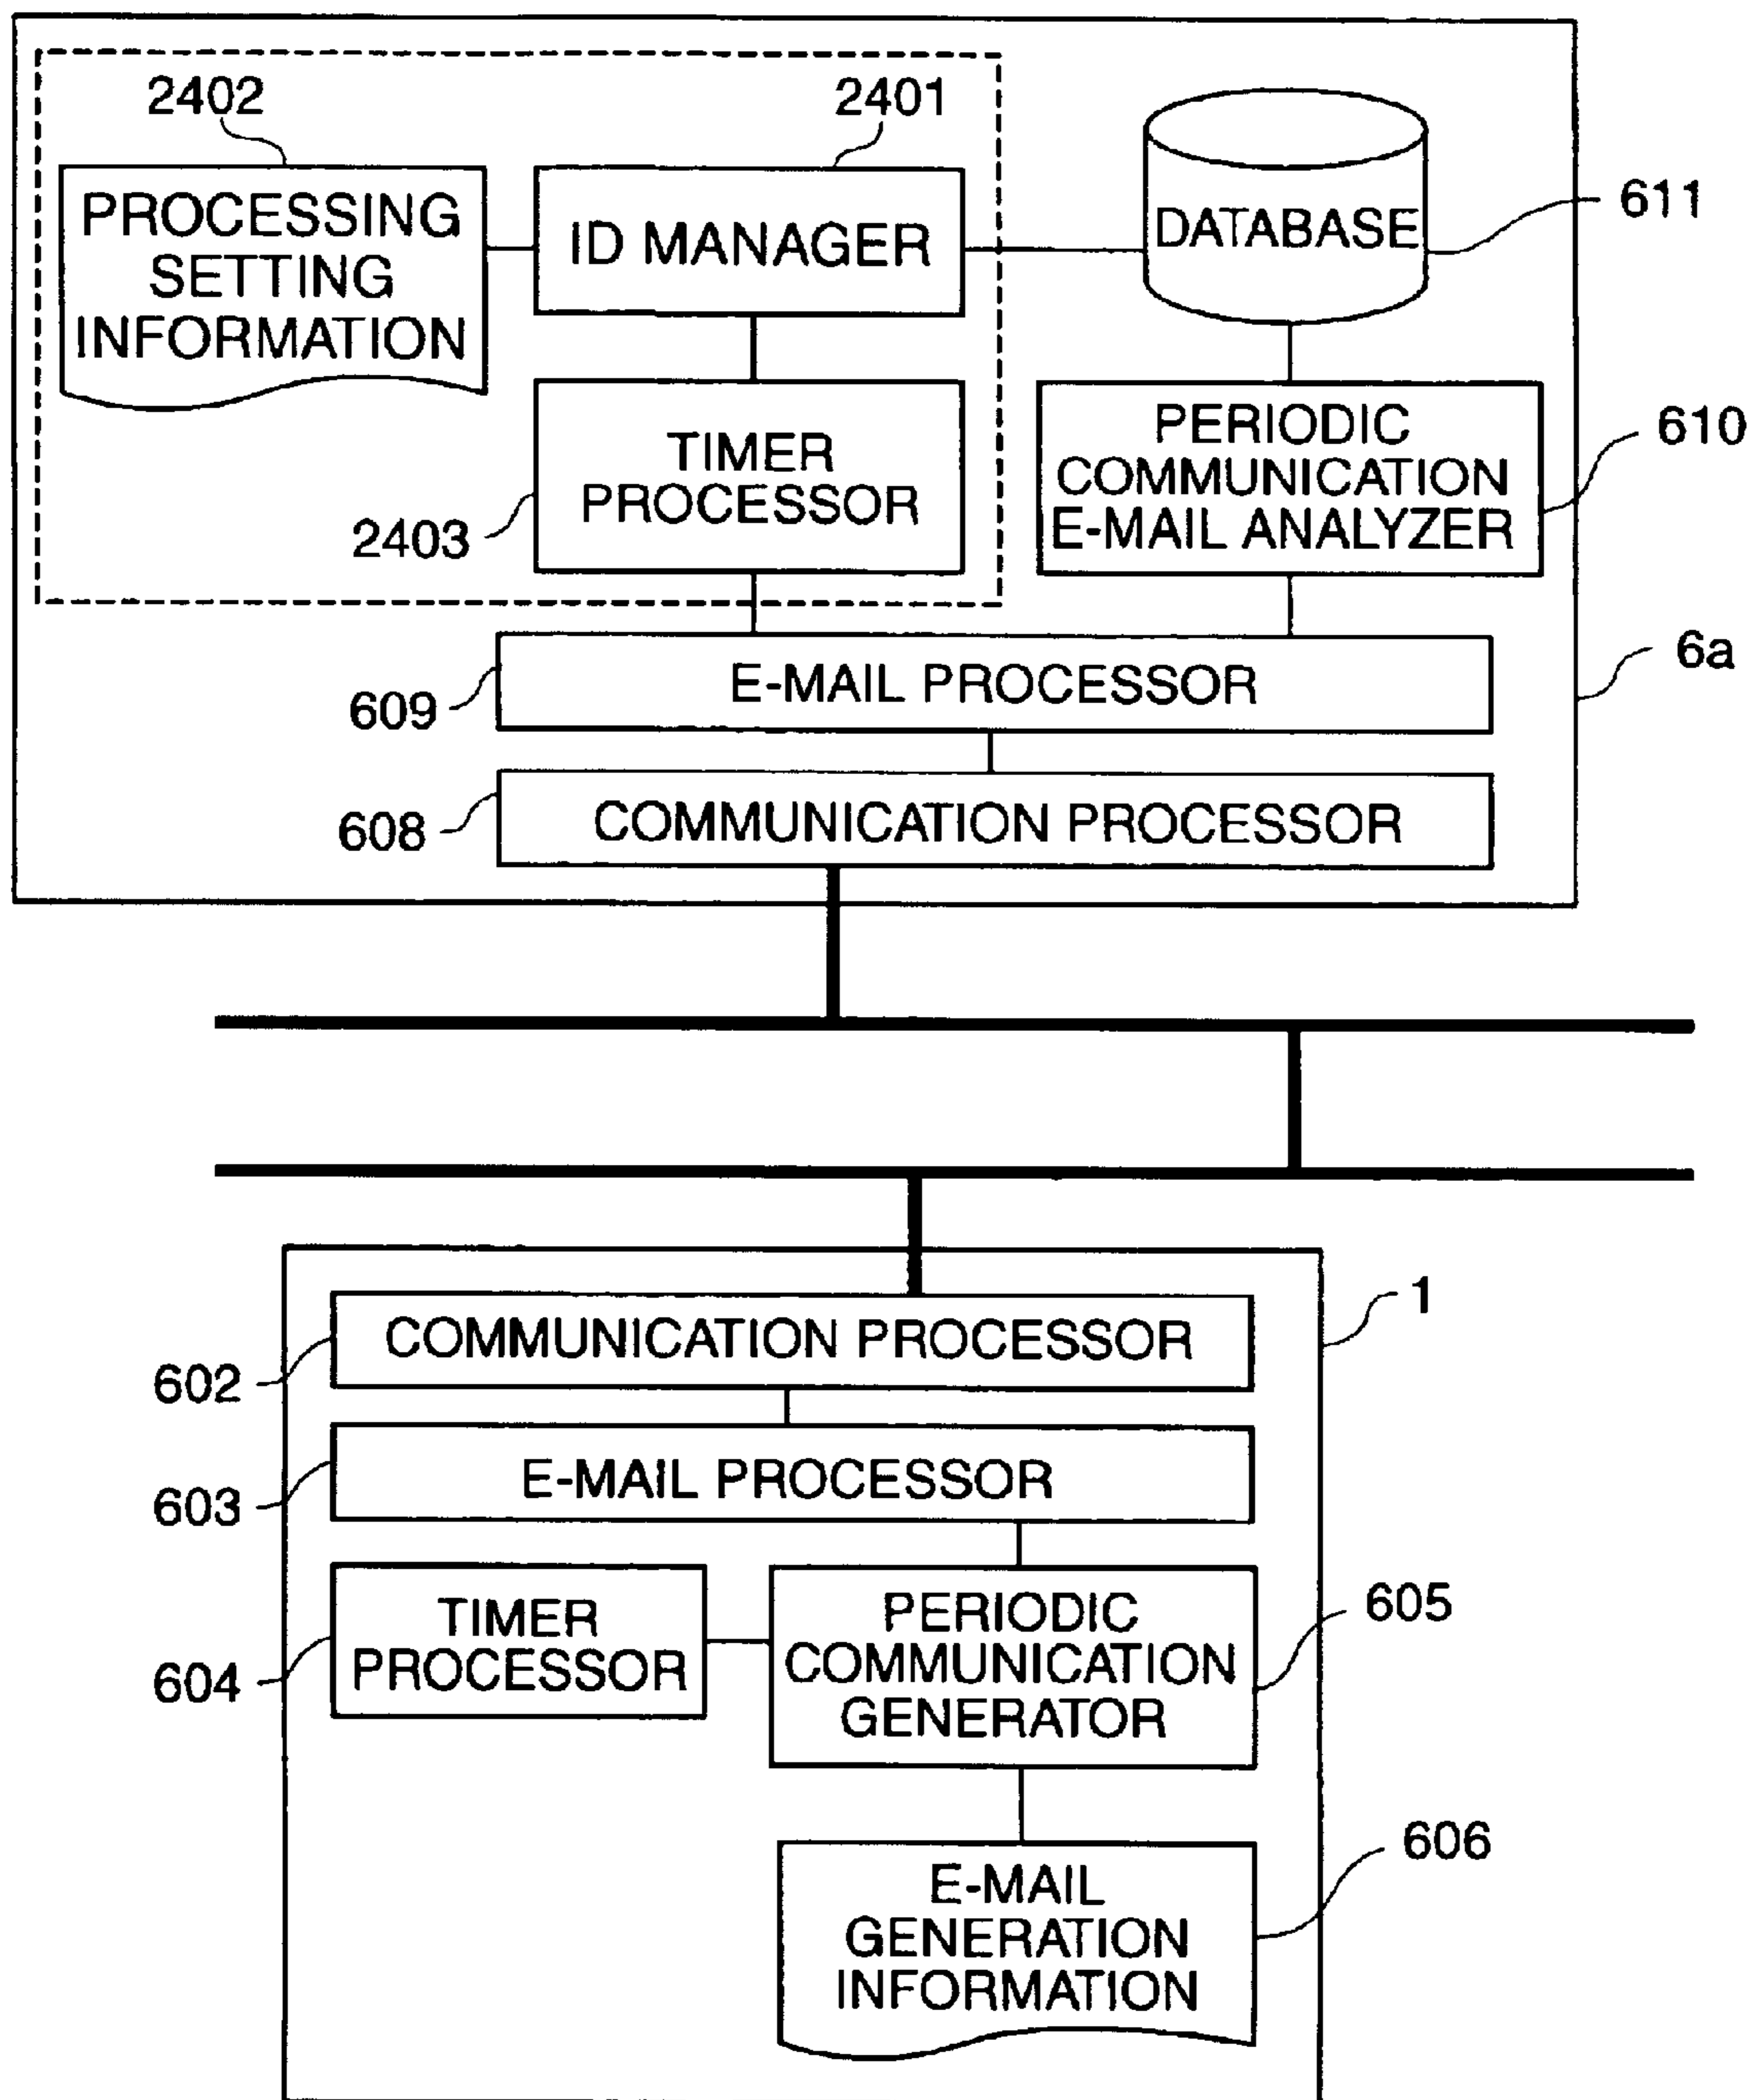 2402
2401
PROCESSING
SETTING
INFORMATION
ID MANAGER
DATABASE
611
TIMER
PROCESSOR
2403
PERIODIC
COMMUNICATION
E-MAIL ANALYZER
610
E-MAIL PROCESSOR
609
6a
COMMUNICATION PROCESSOR
608
1
COMMUNICATION PROCESSOR
602
E-MAIL PROCESSOR
603
TIMER
PROCESSOR
604
PERIODIC
COMMUNICATION
GENERATOR
605
E-MAIL
GENERATION
INFORMATION
606